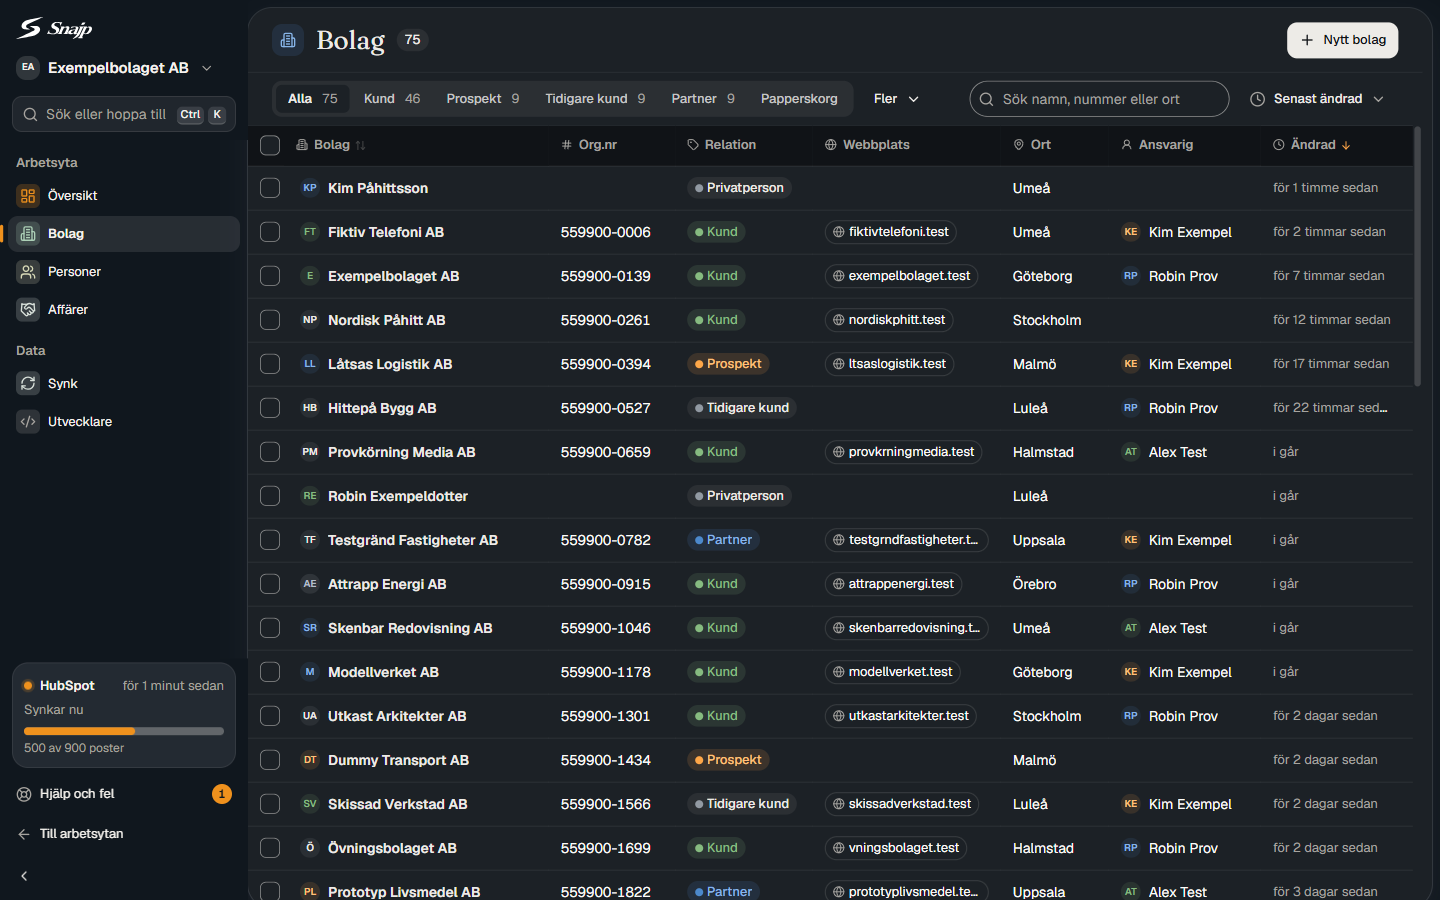 Snajp
EA Exempelbolaget AB
Sök eller hoppa till Ctrl K
Arbetsyta
Översikt
Bolag
Personer
Affärer
Data
Synk
Utvecklare
HubSpot för 1 minut sedan
Synkar nu
500 av 900 poster
Hjälp och fel 1
Till arbetsytan
Bolag 75
Nytt bolag
Alla 75 Kund 46 Prospekt 9 Tidigare kund 9 Partner 9 Papperskorg Fler Sök namn, nummer eller ort Senast ändrad
Bolag Org.nr Relation Webbplats Ort Ansvarig Ändrad
KP Kim Påhittsson Privatperson Umeå för 1 timme sedan
FT Fiktiv Telefoni AB 559900-0006 Kund fiktivtelefoni.test Umeå KE Kim Exempel för 2 timmar sedan
E Exempelbolaget AB 559900-0139 Kund exempelbolaget.test Göteborg RP Robin Prov för 7 timmar sedan
NP Nordisk Påhitt AB 559900-0261 Kund nordiskphitt.test Stockholm för 12 timmar sedan
LL Låtsas Logistik AB 559900-0394 Prospekt ltsaslogistik.test Malmö KE Kim Exempel för 17 timmar sedan
HB Hittepå Bygg AB 559900-0527 Tidigare kund Luleå RP Robin Prov för 22 timmar sed…
PM Provkörning Media AB 559900-0659 Kund provkrningmedia.test Halmstad AT Alex Test i går
RE Robin Exempeldotter Privatperson Luleå i går
TF Testgränd Fastigheter AB 559900-0782 Partner testgrndfastigheter.t… Uppsala KE Kim Exempel i går
AE Attrapp Energi AB 559900-0915 Kund attrappenergi.test Örebro RP Robin Prov i går
SR Skenbar Redovisning AB 559900-1046 Kund skenbarredovisning.t… Umeå AT Alex Test i går
M Modellverket AB 559900-1178 Kund modellverket.test Göteborg KE Kim Exempel i går
UA Utkast Arkitekter AB 559900-1301 Kund utkastarkitekter.test Stockholm RP Robin Prov för 2 dagar sedan
DT Dummy Transport AB 559900-1434 Prospekt Malmö för 2 dagar sedan
SV Skissad Verkstad AB 559900-1566 Tidigare kund skissadverkstad.test Luleå KE Kim Exempel för 2 dagar sedan
Ö Övningsbolaget AB 559900-1699 Kund vningsbolaget.test Halmstad RP Robin Prov för 2 dagar sedan
PL Prototyp Livsmedel AB 559900-1822 Partner prototyplivsmedel.te… Uppsala AT Alex Test för 3 dagar sedan